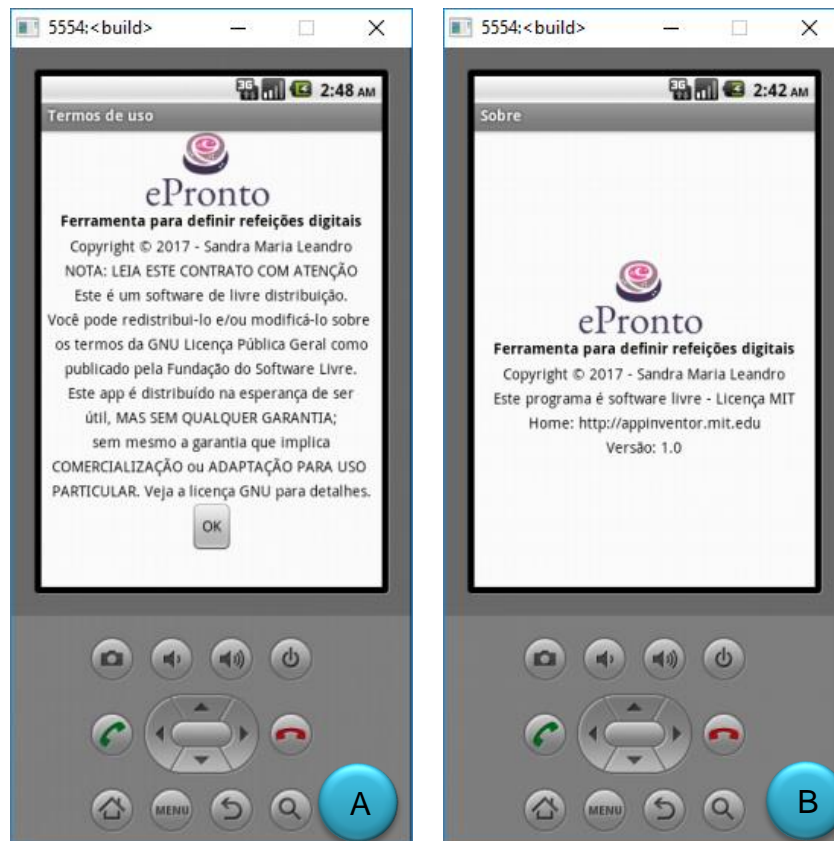 5554:<build>
3G
2:48 AM
Termos de uso
ePronto
Ferramenta para definir refeições digitais
Copyright © 2017 - Sandra Maria Leandro
NOTA: LEIA ESTE CONTRATO COM ATENÇÃO
Este é um software de livre distribuição.
Você pode redistribui-lo e/ou modificá-lo sobre
os termos da GNU Licença Pública Geral como
publicado pela Fundação do Software Livre.
Este app é distribuído na esperança de ser
útil, MAS SEM QUALQUER GARANTIA;
sem mesmo a garantia que implica
COMERCIALIZAÇÃO ou ADAPTAÇÃO PARA USO
PARTICULAR. Veja a licença GNU para detalhes.
OK
MENU
A
5554:<build>
3G
2:42 AM
Sobre
ePronto
Ferramenta para definir refeições digitais
Copyright © 2017 - Sandra Maria Leandro
Este programa é software livre - Licença MIT
Home: http://appinventor.mit.edu
Versão: 1.0
MENU
B